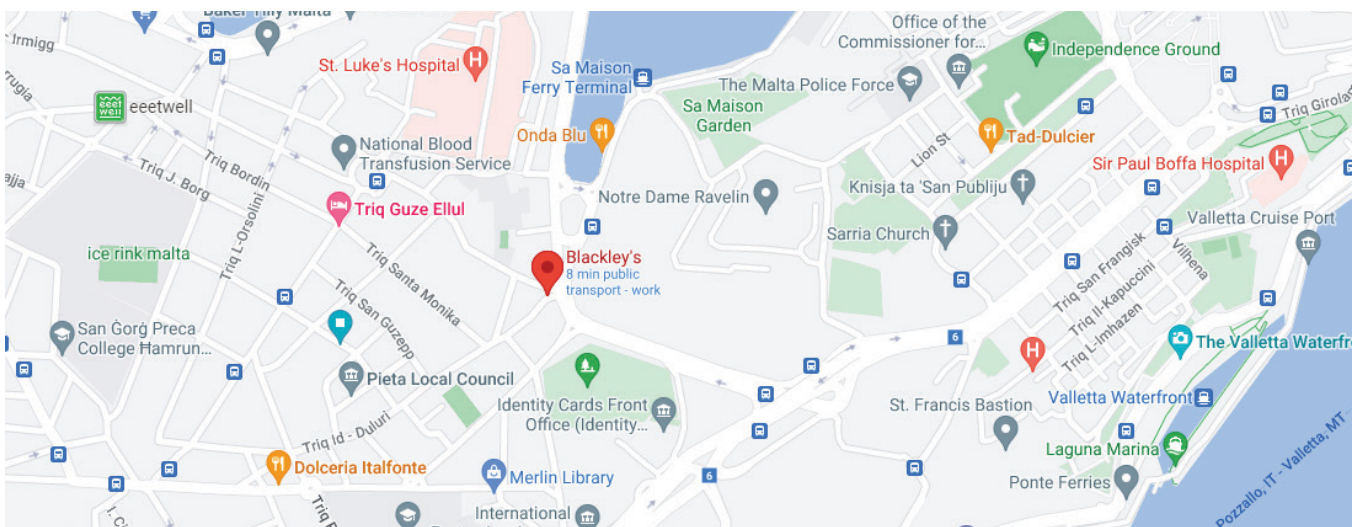 Baker Tilly Malta
Irmigg
Office of the
Commissioner for...
Independence Ground
St. Luke's Hospital
H
Sa Maison
Ferry Terminal
The Malta Police Force
Triq Girolar
eeet
well
eeetwell
Sa Maison
Garden
Onda Blu
Tad-Dulcier
Lion St
National Blood
Transfusion Service
Sir Paul Boffa Hospital
H
Triq Bordin
Triq J. Borg
Knisja ta 'San Publiju
Notre Dame Ravelin
Triq Guze Ellul
Triq L-Orsolini
Valletta Cruise Port
Sarria Church
ice rink malta
Blackley's
8 min public
transport - work
Triq San Frangisk
Vilhena
Triq Santa Monika
Triq Il-Kapuccini
Triq San Guzepp
Triq L-Imhazen
San Ġorġ Preca
College Hamrun...
6
H
The Valletta Waterfr
Pieta Local Council
Identity Cards Front
Office (Identity...
St. Francis Bastion
Valletta Waterfront
Triq Id - Duluri
Laguna Marina
Dolceria Italfonte
Merlin Library
6
Ponte Ferries
International
Pozzallo, IT - Valletta, MT